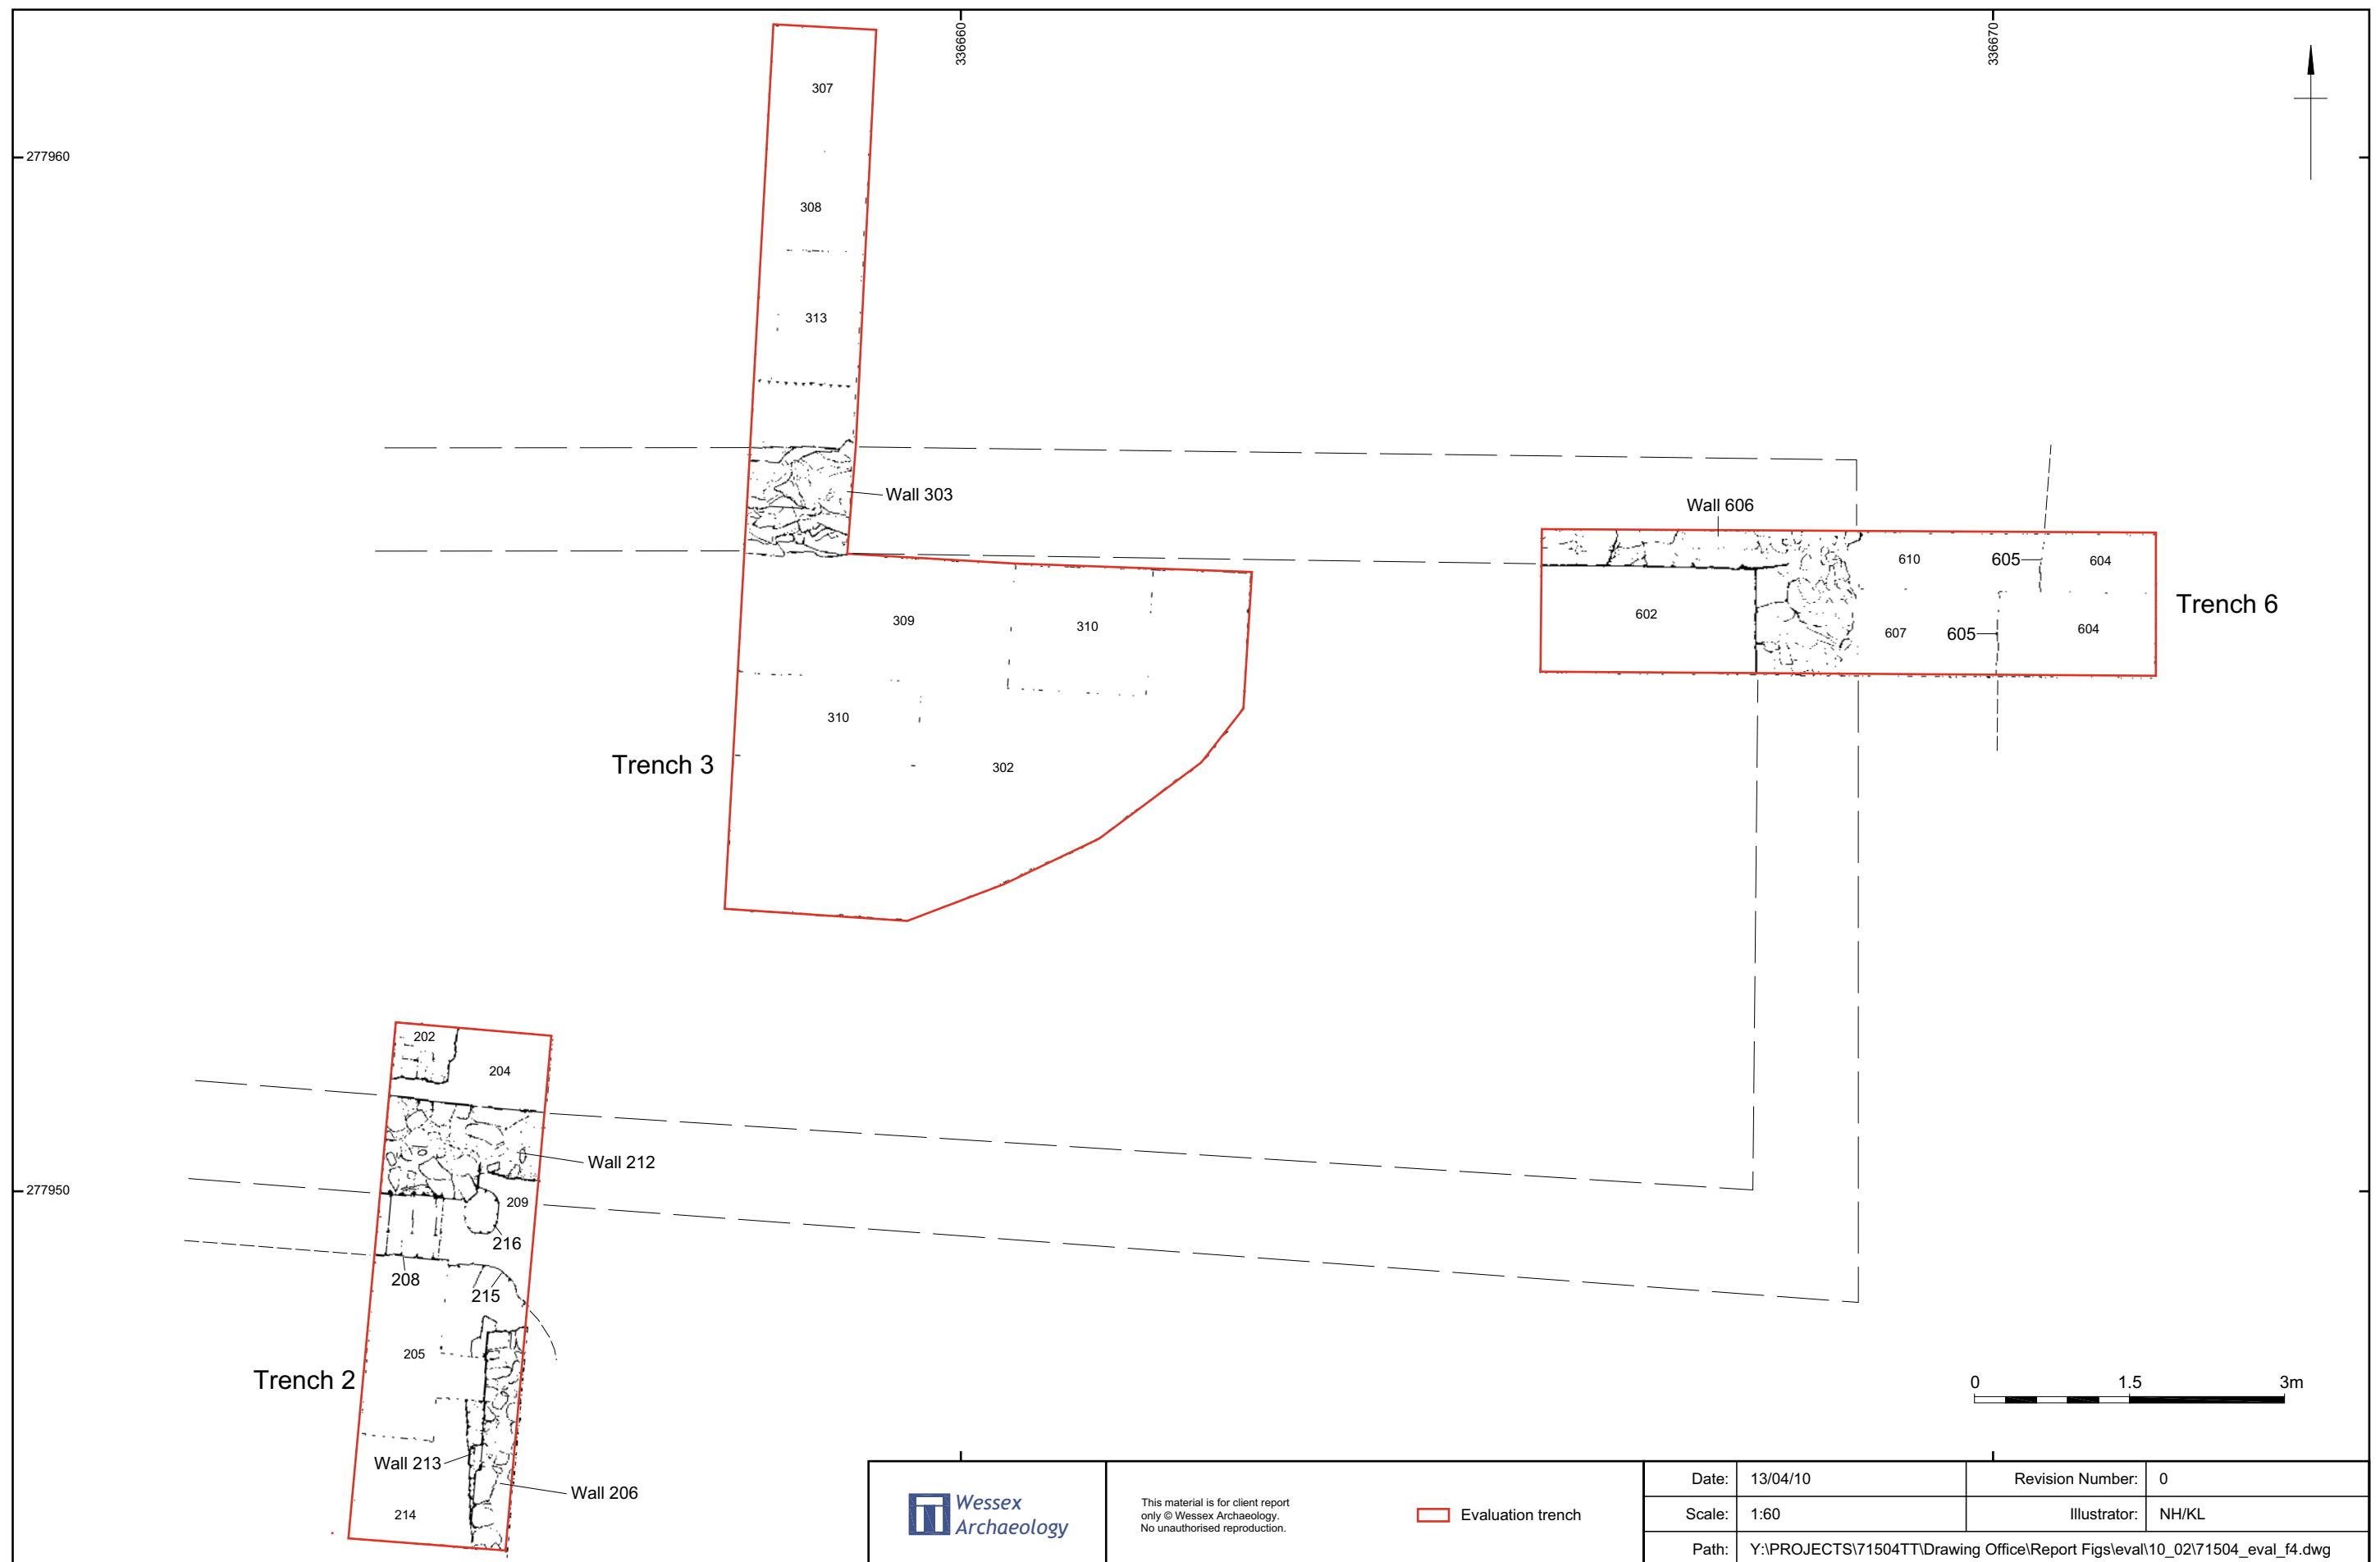 336660
336670
307
277960
308
313
Wall 303
Wall 606
610
605
604
309
310
602
607
605
604
Trench 6
310
Trench 3
302
202
204
Wall 212
277950
209
216
208
215
205
Trench 2
0 1.5 3m
Wall 213
Wall 206
214
Wessex
Archaeology
This material is for client report
only © Wessex Archaeology.
No unauthorised reproduction.
Evaluation trench
Date: 13/04/10 Revision Number: 0
Scale: 1:60 Illustrator: NH/KL
Path: Y:\PROJECTS\71504TT\Drawing Office\Report Figs\eval\10_02\71504_eval_f4.dwg